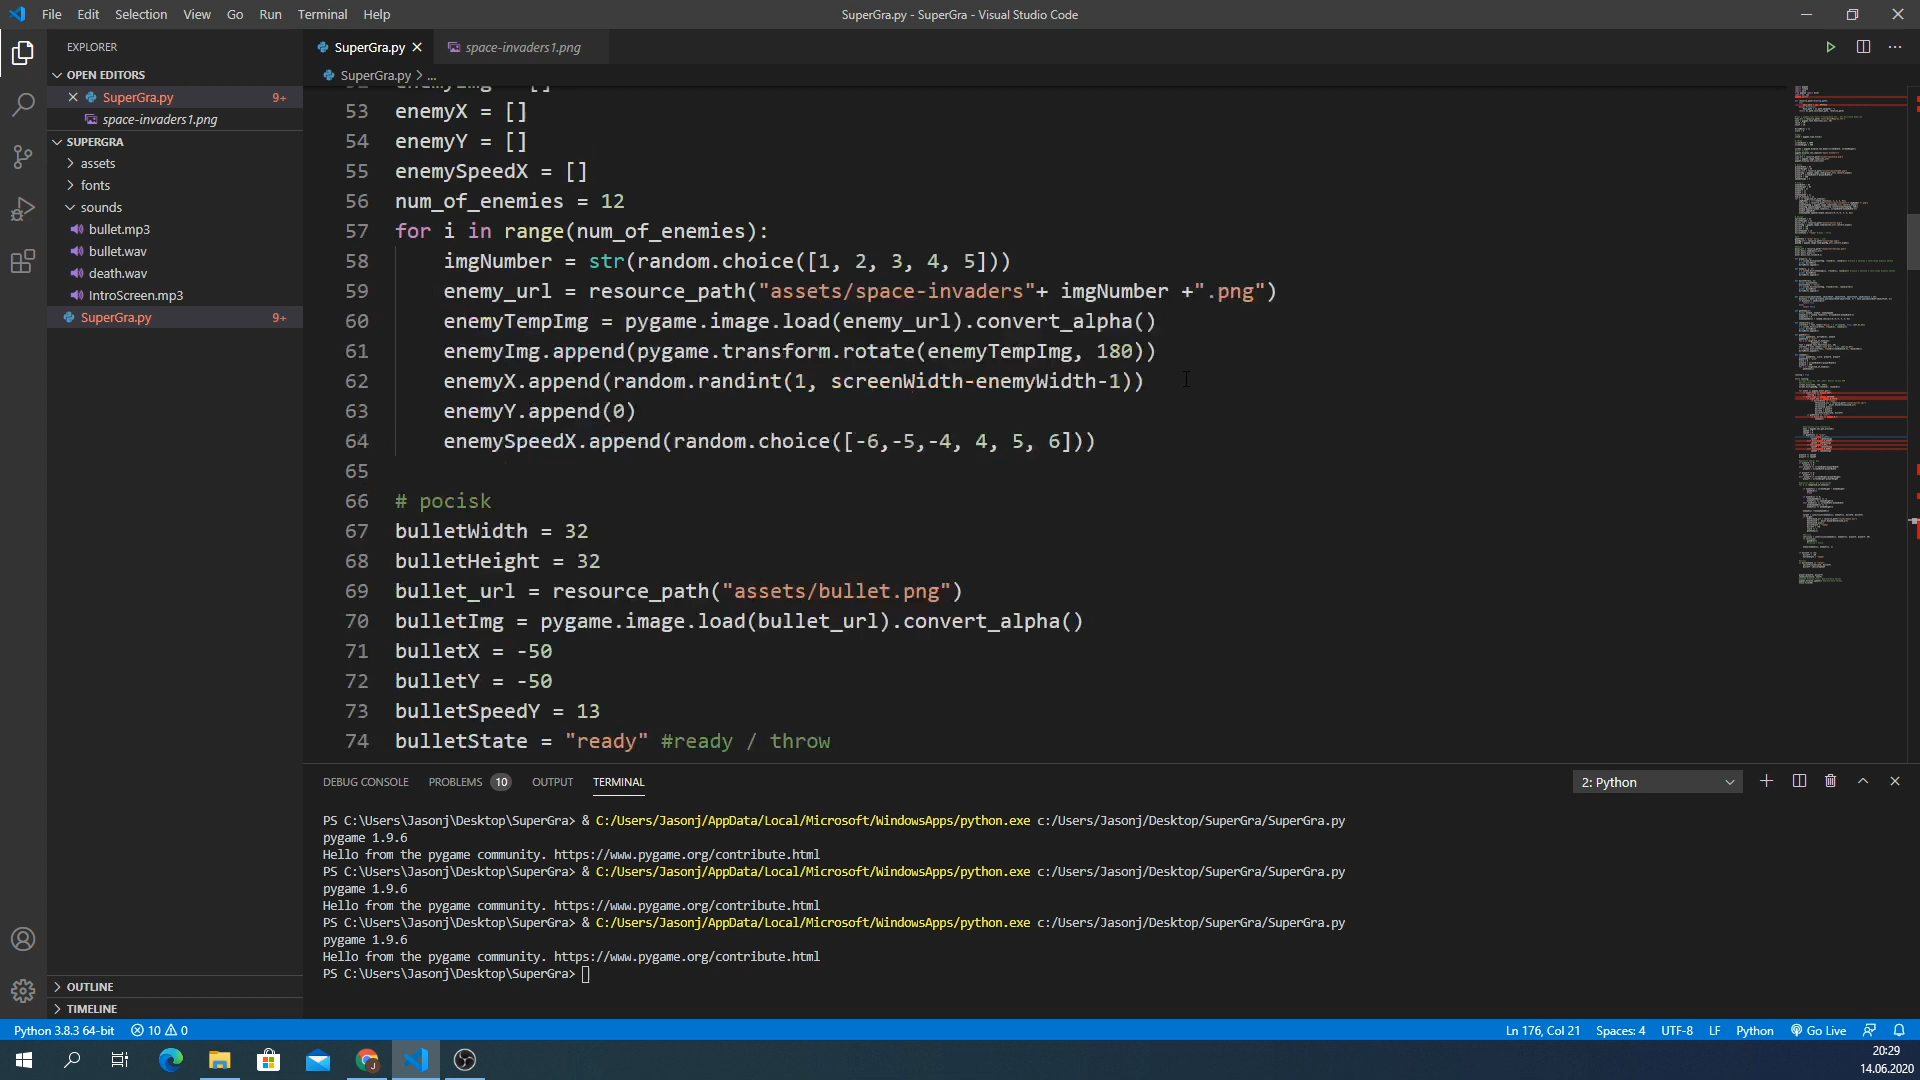 File Edit Selection View Go Run Terminal Help
SuperGra.py - SuperGra - Visual Studio Code
EXPLORER
OPEN EDITORS
SuperGra.py 9+
space-invaders1.png
SUPERGRA
assets
fonts
sounds
bullet.mp3
bullet.wav
death.wav
IntroScreen.mp3
SuperGra.py 9+
OUTLINE
TIMELINE
SuperGra.py
space-invaders1.png
SuperGra.py > ...
53 enemyX = []
54 enemyY = []
55 enemySpeedX = []
56 num_of_enemies = 12
57 for i in range(num_of_enemies):
58 imgNumber = str(random.choice([1, 2, 3, 4, 5]))
59 enemy_url = resource_path("assets/space-invaders"+ imgNumber +".png")
60 enemyTempImg = pygame.image.load(enemy_url).convert_alpha()
61 enemyImg.append(pygame.transform.rotate(enemyTempImg, 180))
62 enemyX.append(random.randint(1, screenWidth-enemyWidth-1))
63 enemyY.append(0)
64 enemySpeedX.append(random.choice([-6,-5,-4, 4, 5, 6]))
65
66 # pocisk
67 bulletWidth = 32
68 bulletHeight = 32
69 bullet_url = resource_path("assets/bullet.png")
70 bulletImg = pygame.image.load(bullet_url).convert_alpha()
71 bulletX = -50
72 bulletY = -50
73 bulletSpeedY = 13
74 bulletState = "ready" #ready / throw
DEBUG CONSOLE PROBLEMS 10 OUTPUT TERMINAL
2: Python
PS C:\Users\Jasonj\Desktop\SuperGra> & C:/Users/Jasonj/AppData/Local/Microsoft/WindowsApps/python.exe c:/Users/Jasonj/Desktop/SuperGra/SuperGra.py
pygame 1.9.6
Hello from the pygame community. https://www.pygame.org/contribute.html
PS C:\Users\Jasonj\Desktop\SuperGra> & C:/Users/Jasonj/AppData/Local/Microsoft/WindowsApps/python.exe c:/Users/Jasonj/Desktop/SuperGra/SuperGra.py
pygame 1.9.6
Hello from the pygame community. https://www.pygame.org/contribute.html
PS C:\Users\Jasonj\Desktop\SuperGra> & C:/Users/Jasonj/AppData/Local/Microsoft/WindowsApps/python.exe c:/Users/Jasonj/Desktop/SuperGra/SuperGra.py
pygame 1.9.6
Hello from the pygame community. https://www.pygame.org/contribute.html
PS C:\Users\Jasonj\Desktop\SuperGra>
Python 3.8.3 64-bit 10 0
Ln 176, Col 21 Spaces: 4 UTF-8 LF Python Go Live
20:29
14.06.2020